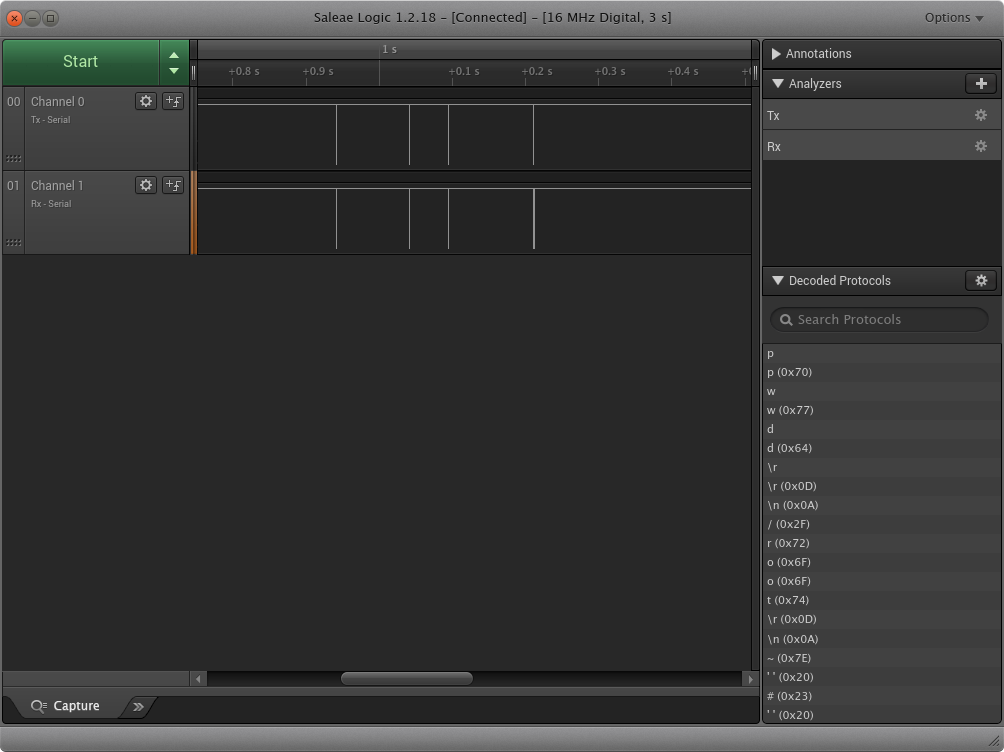 Saleae Logic 1.2.18 – [Connected] – [16 MHz Digital, 3 s]
Options
Start
1 s
+0.8 s +0.9 s +0.1 s +0.2 s +0.3 s +0.4 s
00 Channel 0
Tx - Serial
01 Channel 1
Rx - Serial
Annotations
Analyzers
Tx
Rx
Decoded Protocols
Search Protocols
p
p (0x70)
w
w (0x77)
d
d (0x64)
\r
\r (0x0D)
\n (0x0A)
/ (0x2F)
r (0x72)
o (0x6F)
o (0x6F)
t (0x74)
\r (0x0D)
\n (0x0A)
~ (0x7E)
' ' (0x20)
# (0x23)
' ' (0x20)
Capture